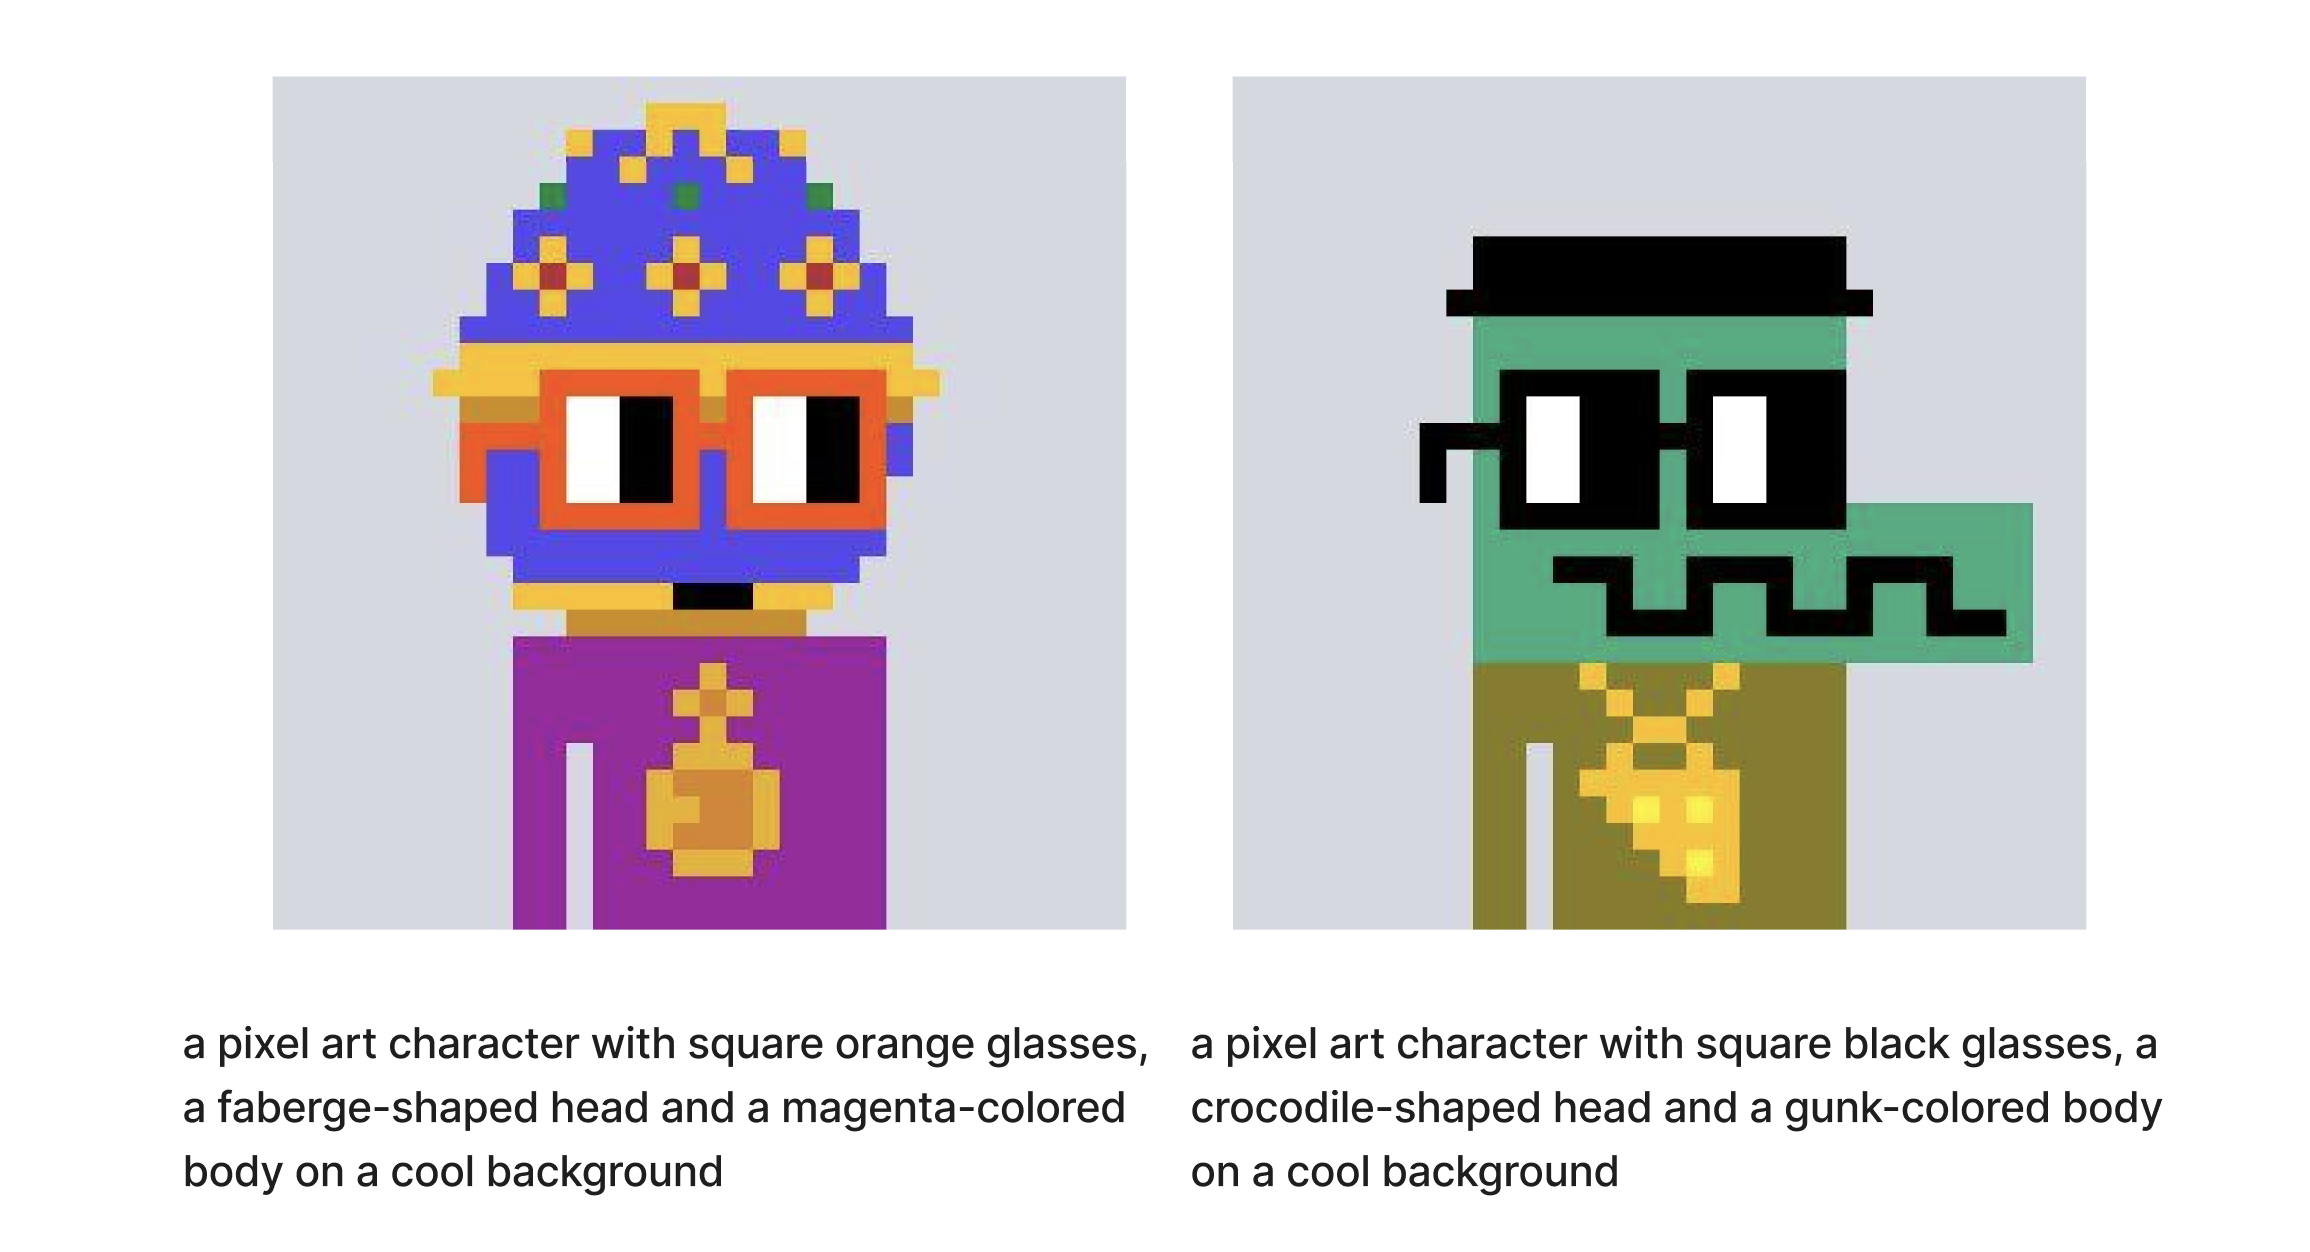 a pixel art character with square orange glasses,
a faberge-shaped head and a magenta-colored
body on a cool background
a pixel art character with square black glasses, a
crocodile-shaped head and a gunk-colored body
on a cool background